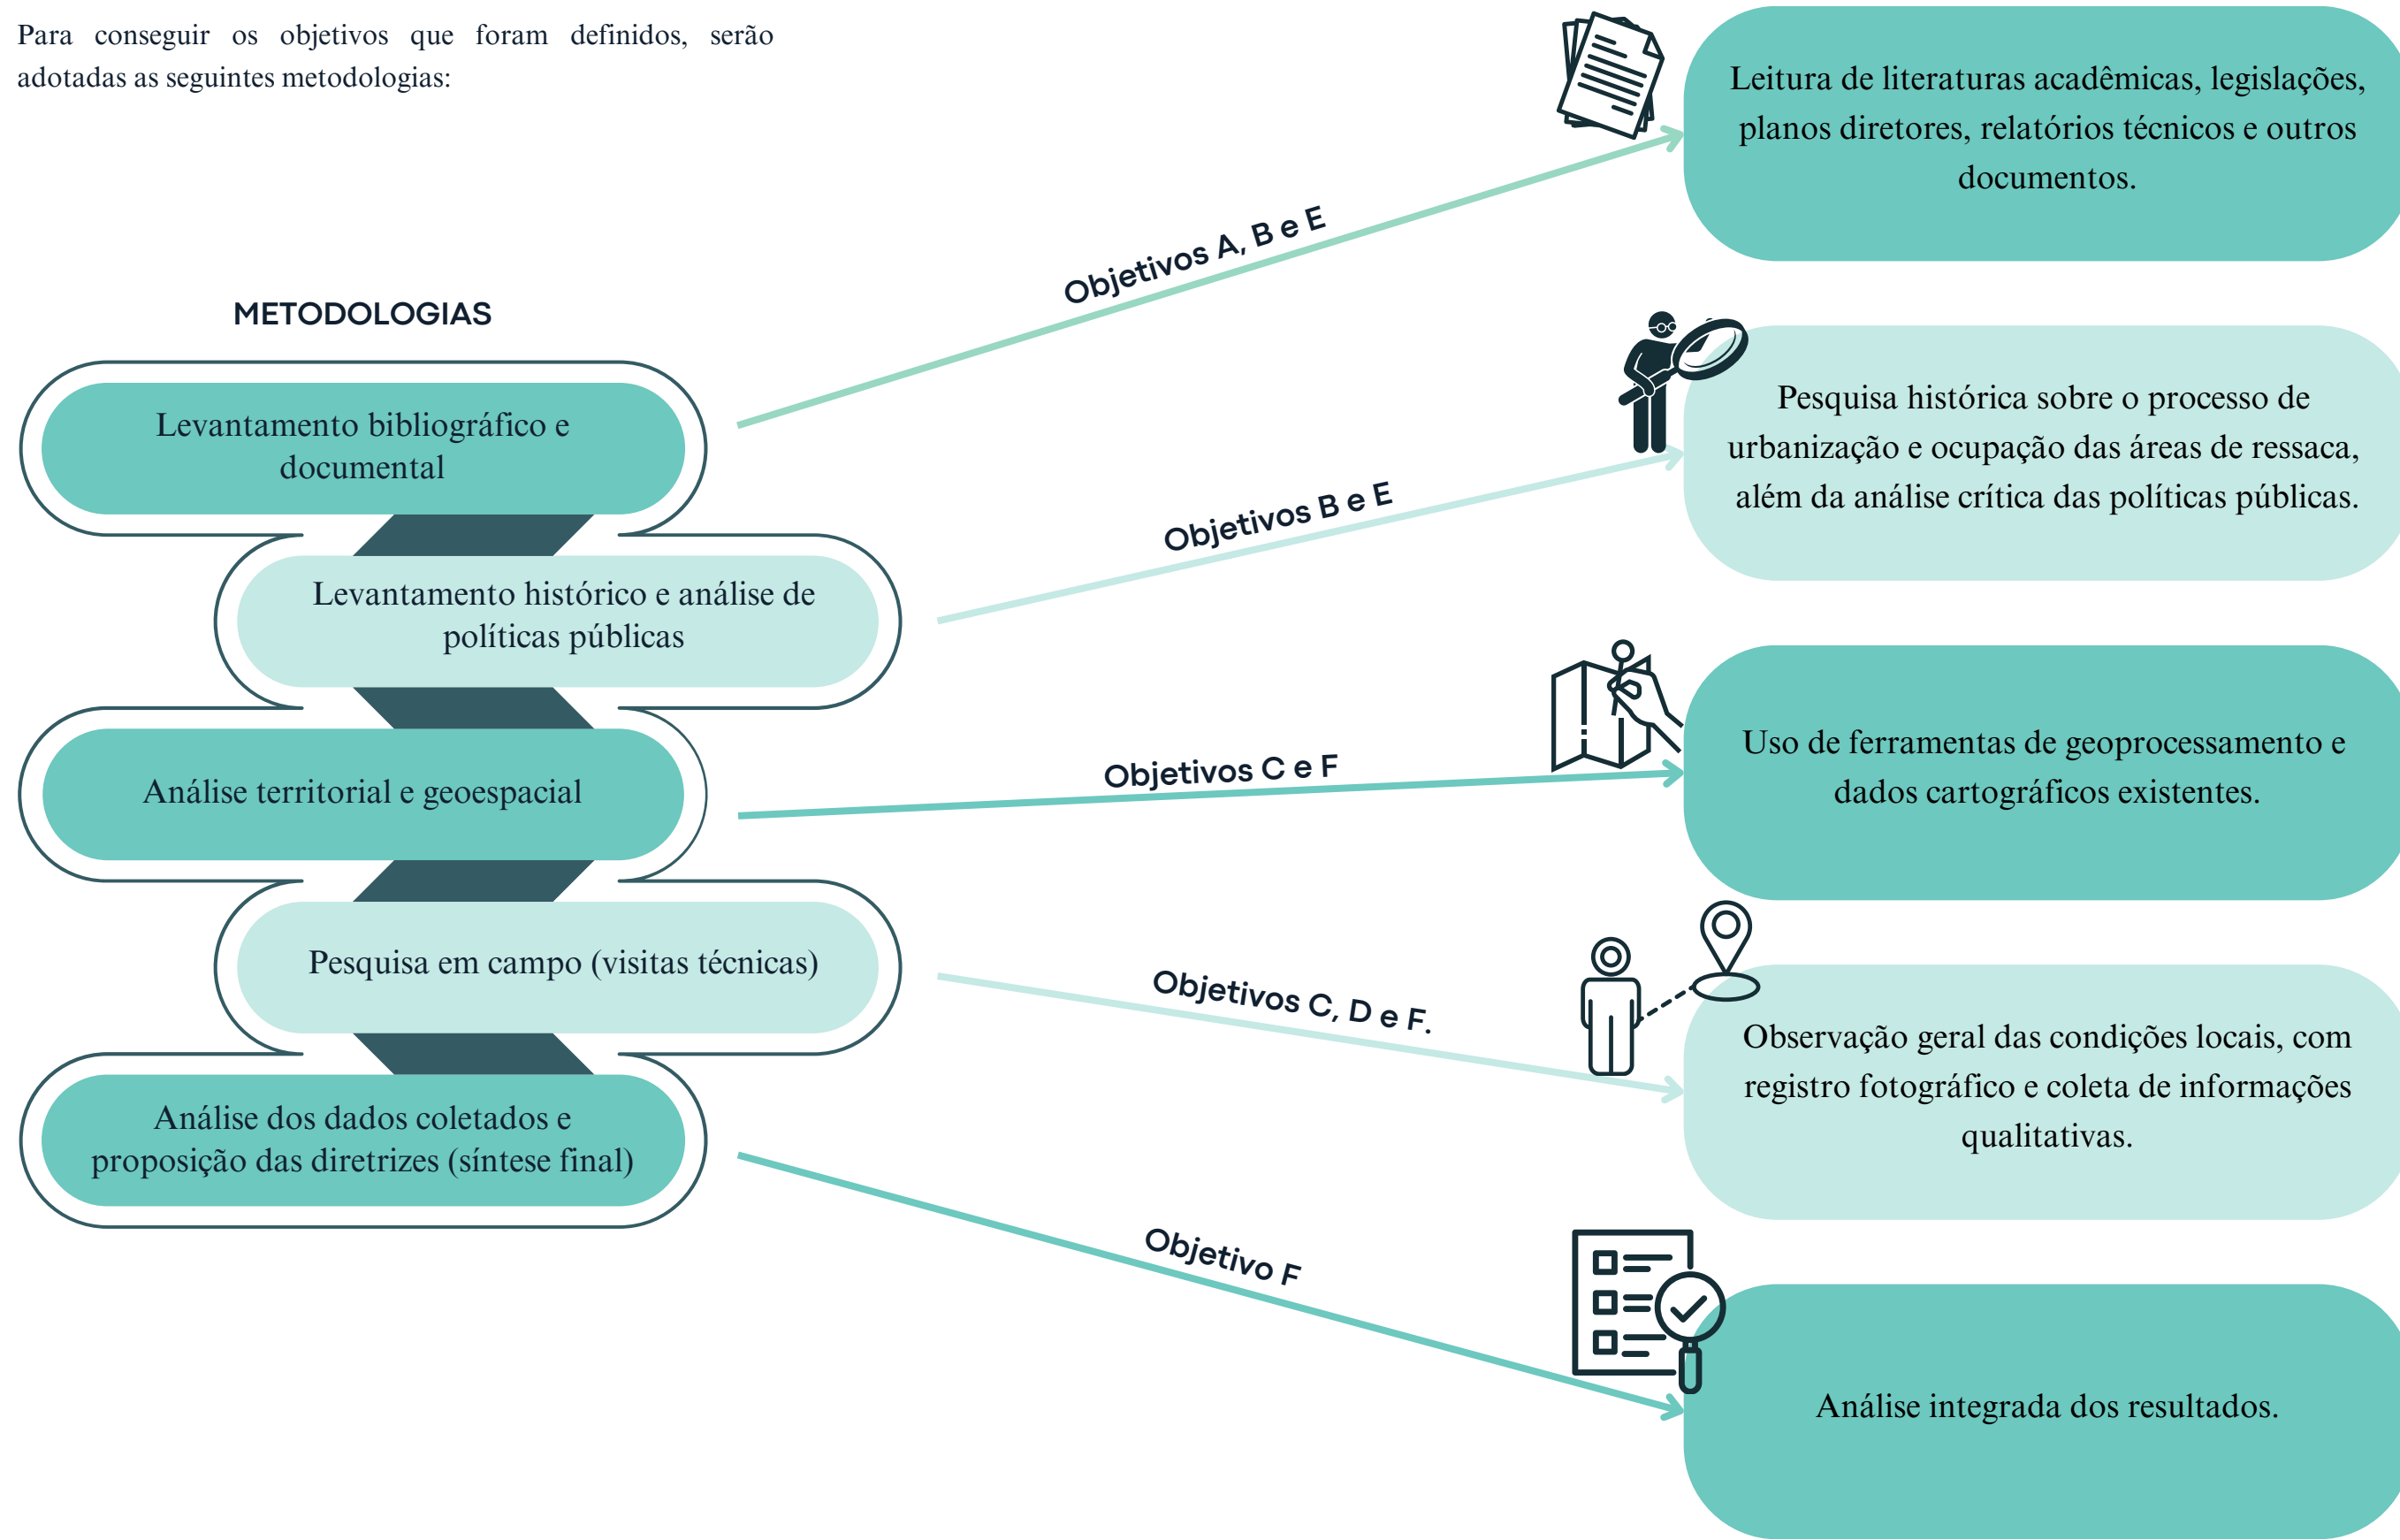 Para conseguir os objetivos que foram definidos, serão
adotadas as seguintes metodologias:
METODOLOGIAS
Levantamento bibliográfico e
documental
Objetivos A, B e E
Leitura de literaturas acadêmicas, legislações,
planos diretores, relatórios técnicos e outros
documentos.
Levantamento histórico e análise de
políticas públicas
Objetivos B e E
Pesquisa histórica sobre o processo de
urbanização e ocupação das áreas de ressaca,
além da análise crítica das políticas públicas.
Análise territorial e geoespacial
Objetivos C e F
Uso de ferramentas de geoprocessamento e
dados cartográficos existentes.
Pesquisa em campo (visitas técnicas)
Objetivos C, D e F.
Observação geral das condições locais, com
registro fotográfico e coleta de informações
qualitativas.
Análise dos dados coletados e
proposição das diretrizes (síntese final)
Objetivo F
Análise integrada dos resultados.